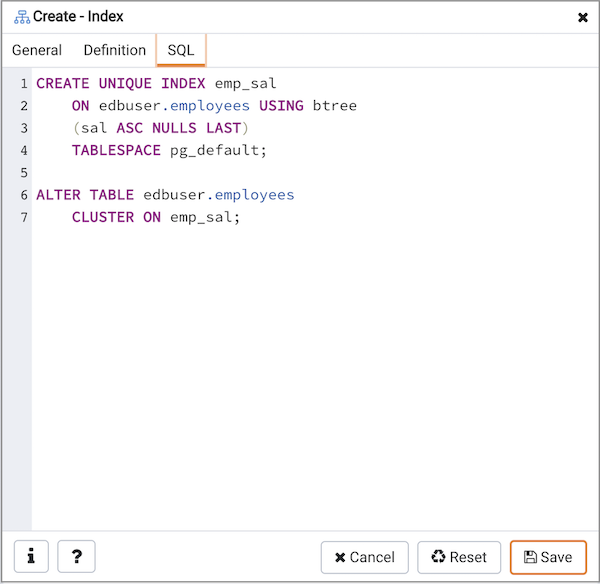 Create - Index
General Definition SQL
1 CREATE UNIQUE INDEX emp_sal
2 ON edbuser.employees USING btree
3 (sal ASC NULLS LAST)
4 TABLESPACE pg_default;
5
6 ALTER TABLE edbuser.employees
7 CLUSTER ON emp_sal;
i ? Cancel Reset Save